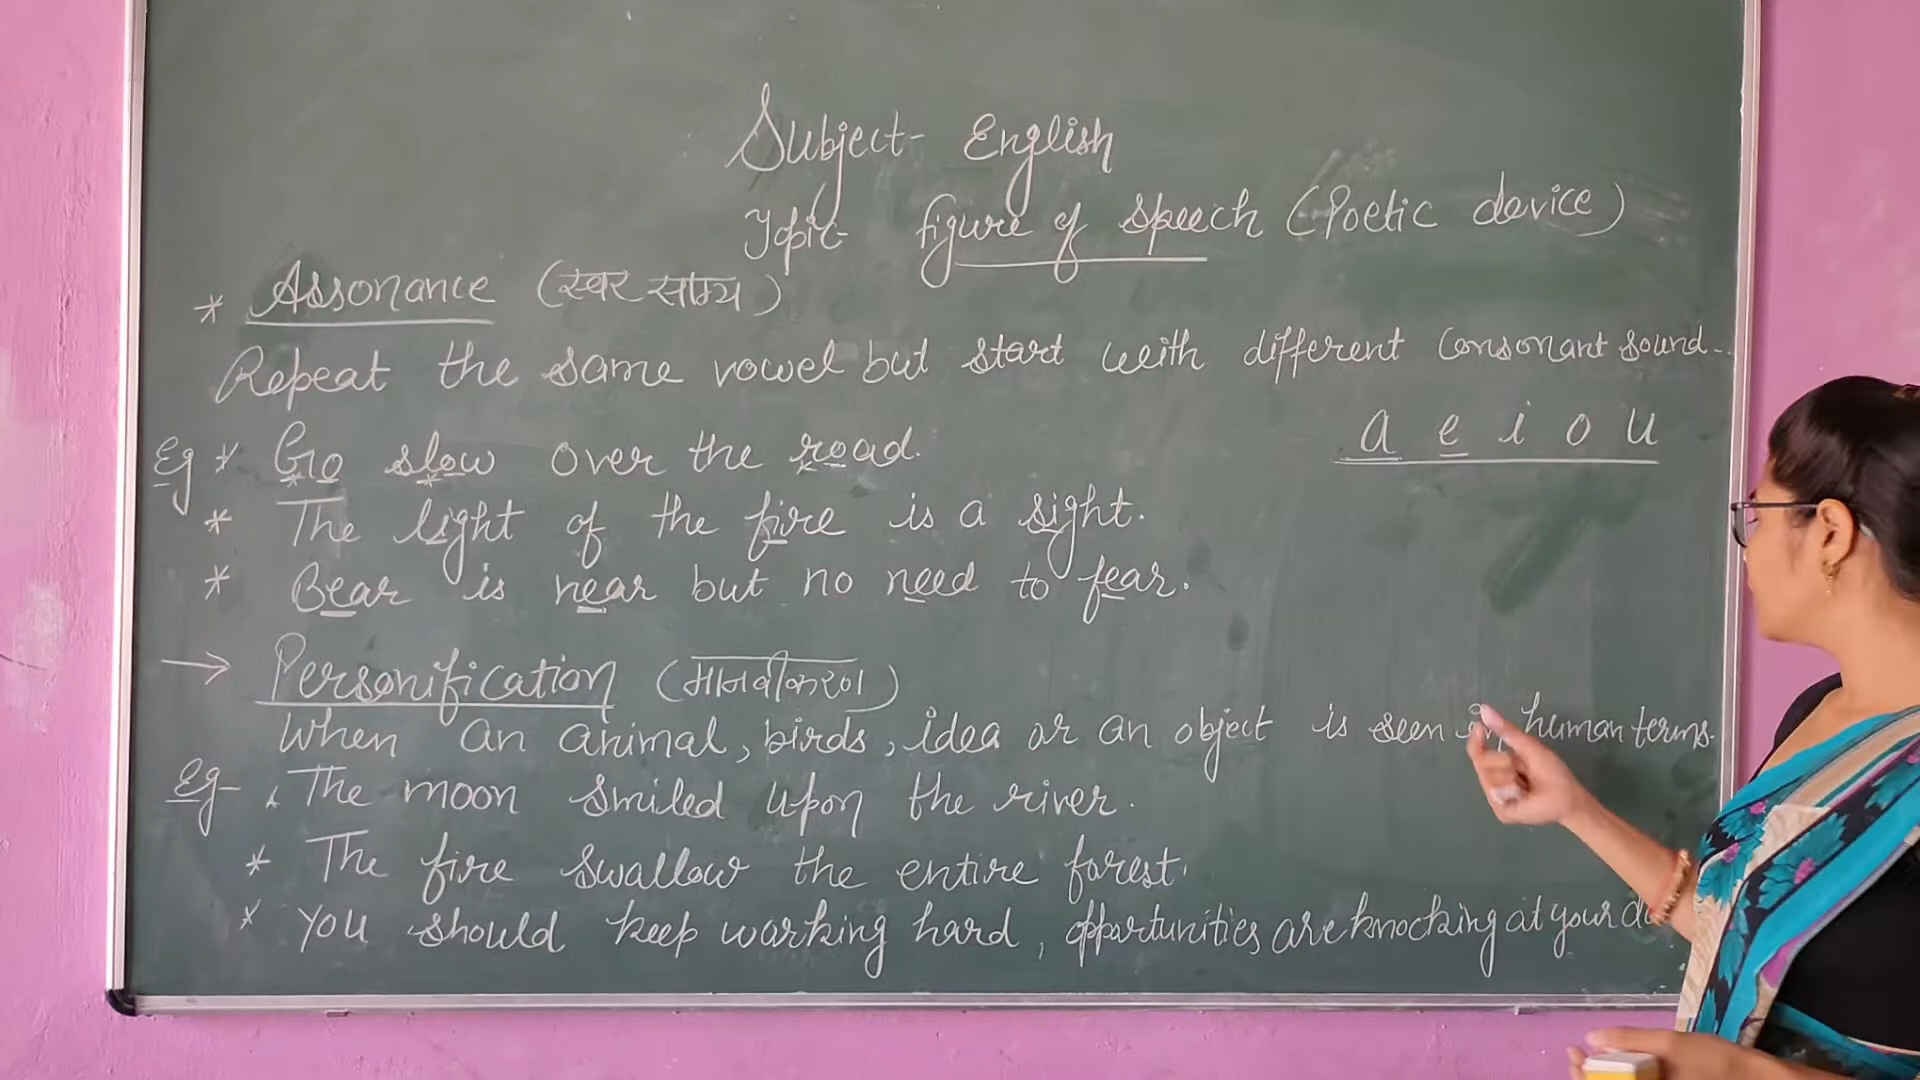 Subject- English
Topic- figure of speech (Poetic device)
* Assonance (स्वर साम्य)
Repeat the same vowel but start with different consonant sound.
a e i o u
Eg * Go slow over the road.
* The light of the fire is a sight.
* Bear is near but no need to fear.
→ Personification (मानवीकरण)
When an animal, birds, idea or an object is seen in human terms.
Eg- * The moon smiled upon the river.
* The fire swallow the entire forest.
* You should keep working hard, opportunities are knocking at your